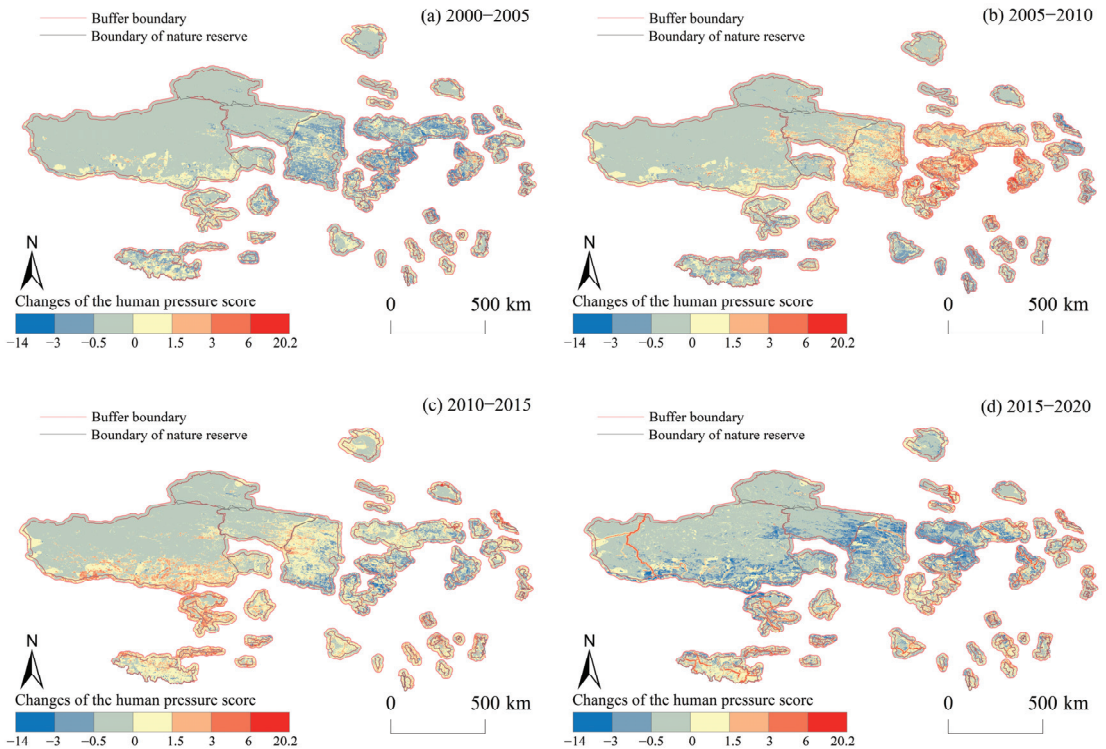 (a) 2000−2005
Buffer boundary
Boundary of nature reserve
N
Changes of the human pressure score
−14 −3 −0.5 0 1.5 3 6 20.2
0 500 km
(b) 2005−2010
Buffer boundary
Boundary of nature reserve
N
Changes of the human pressure score
−14 −3 −0.5 0 1.5 3 6 20.2
0 500 km
(c) 2010−2015
Buffer boundary
Boundary of nature reserve
N
Changes of the human pressure score
−14 −3 −0.5 0 1.5 3 6 20.2
0 500 km
(d) 2015−2020
Buffer boundary
Boundary of nature reserve
N
Changes of the human pressure score
−14 −3 −0.5 0 1.5 3 6 20.2
0 500 km